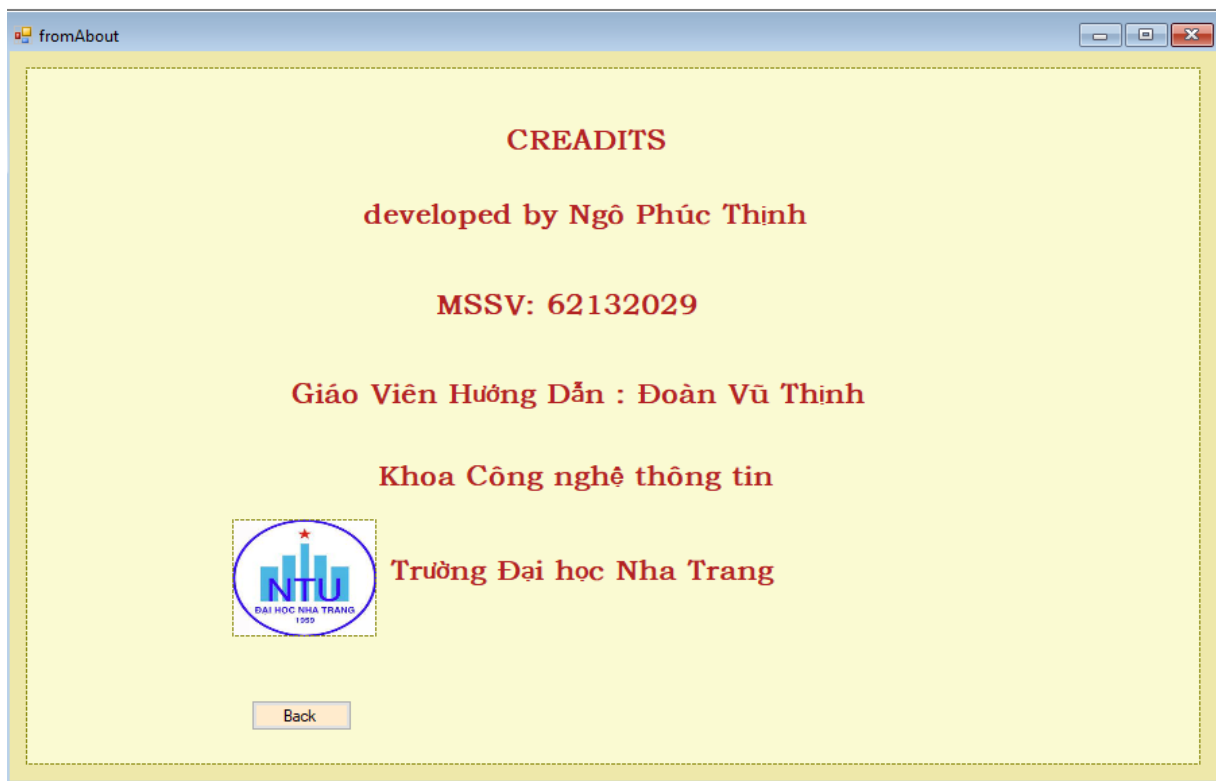 fromAbout
CREADITS
developed by Ngô Phúc Thịnh
MSSV: 62132029
Giáo Viên Hướng Dẫn : Đoàn Vũ Thịnh
Khoa Công nghệ thông tin
NTU
ĐẠI HỌC NHA TRANG
1959
Trường Đại học Nha Trang
Back